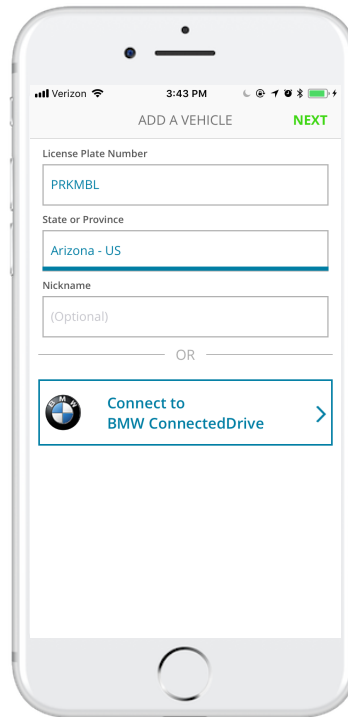 Verizon 3:43 PM
ADD A VEHICLE NEXT
License Plate Number
PRKMBL
State or Province
Arizona - US
Nickname
(Optional)
OR
BMW
Connect to
BMW ConnectedDrive